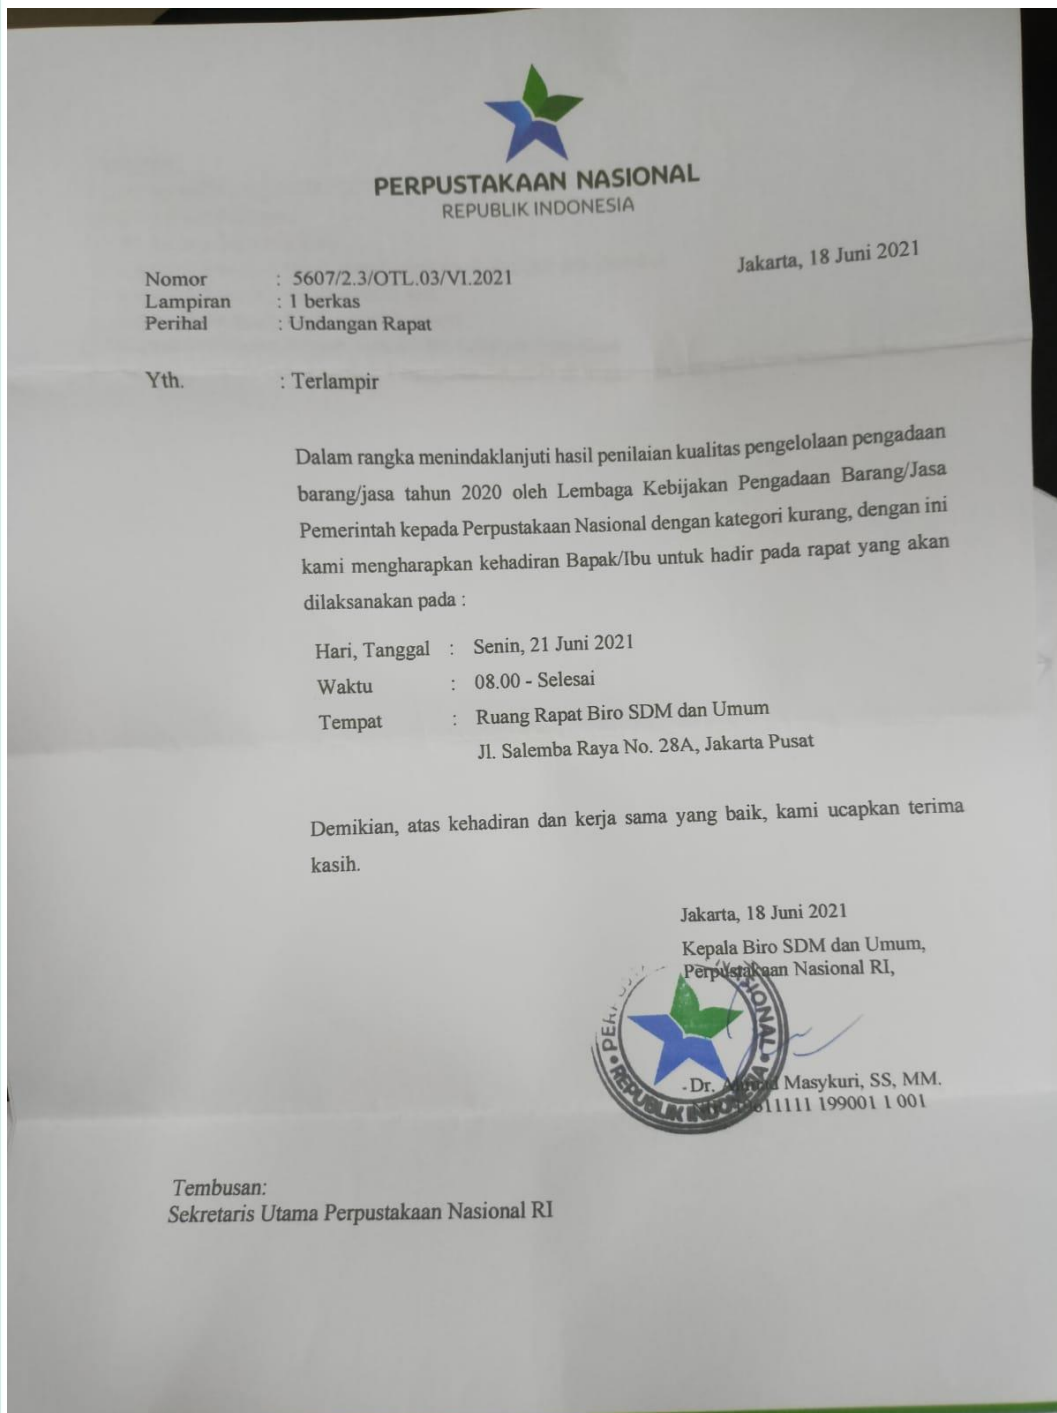 PERPUSTAKAAN NASIONAL
REPUBLIK INDONESIA
Jakarta, 18 Juni 2021
Nomor : 5607/2.3/OTL.03/VI.2021
Lampiran : 1 berkas
Perihal : Undangan Rapat
Yth. : Terlampir
Dalam rangka menindaklanjuti hasil penilaian kualitas pengelolaan pengadaan
barang/jasa tahun 2020 oleh Lembaga Kebijakan Pengadaan Barang/Jasa
Pemerintah kepada Perpustakaan Nasional dengan kategori kurang, dengan ini
kami mengharapkan kehadiran Bapak/Ibu untuk hadir pada rapat yang akan
dilaksanakan pada :
Hari, Tanggal : Senin, 21 Juni 2021
Waktu : 08.00 - Selesai
Tempat : Ruang Rapat Biro SDM dan Umum
Jl. Salemba Raya No. 28A, Jakarta Pusat
Demikian, atas kehadiran dan kerja sama yang baik, kami ucapkan terima
kasih.
Jakarta, 18 Juni 2021
Kepala Biro SDM dan Umum,
Perpustakaan Nasional RI,
REPUBLIK INDONESIA
Dr. Masykuri, SS, MM.
199001 1 001
Tembusan:
Sekretaris Utama Perpustakaan Nasional RI